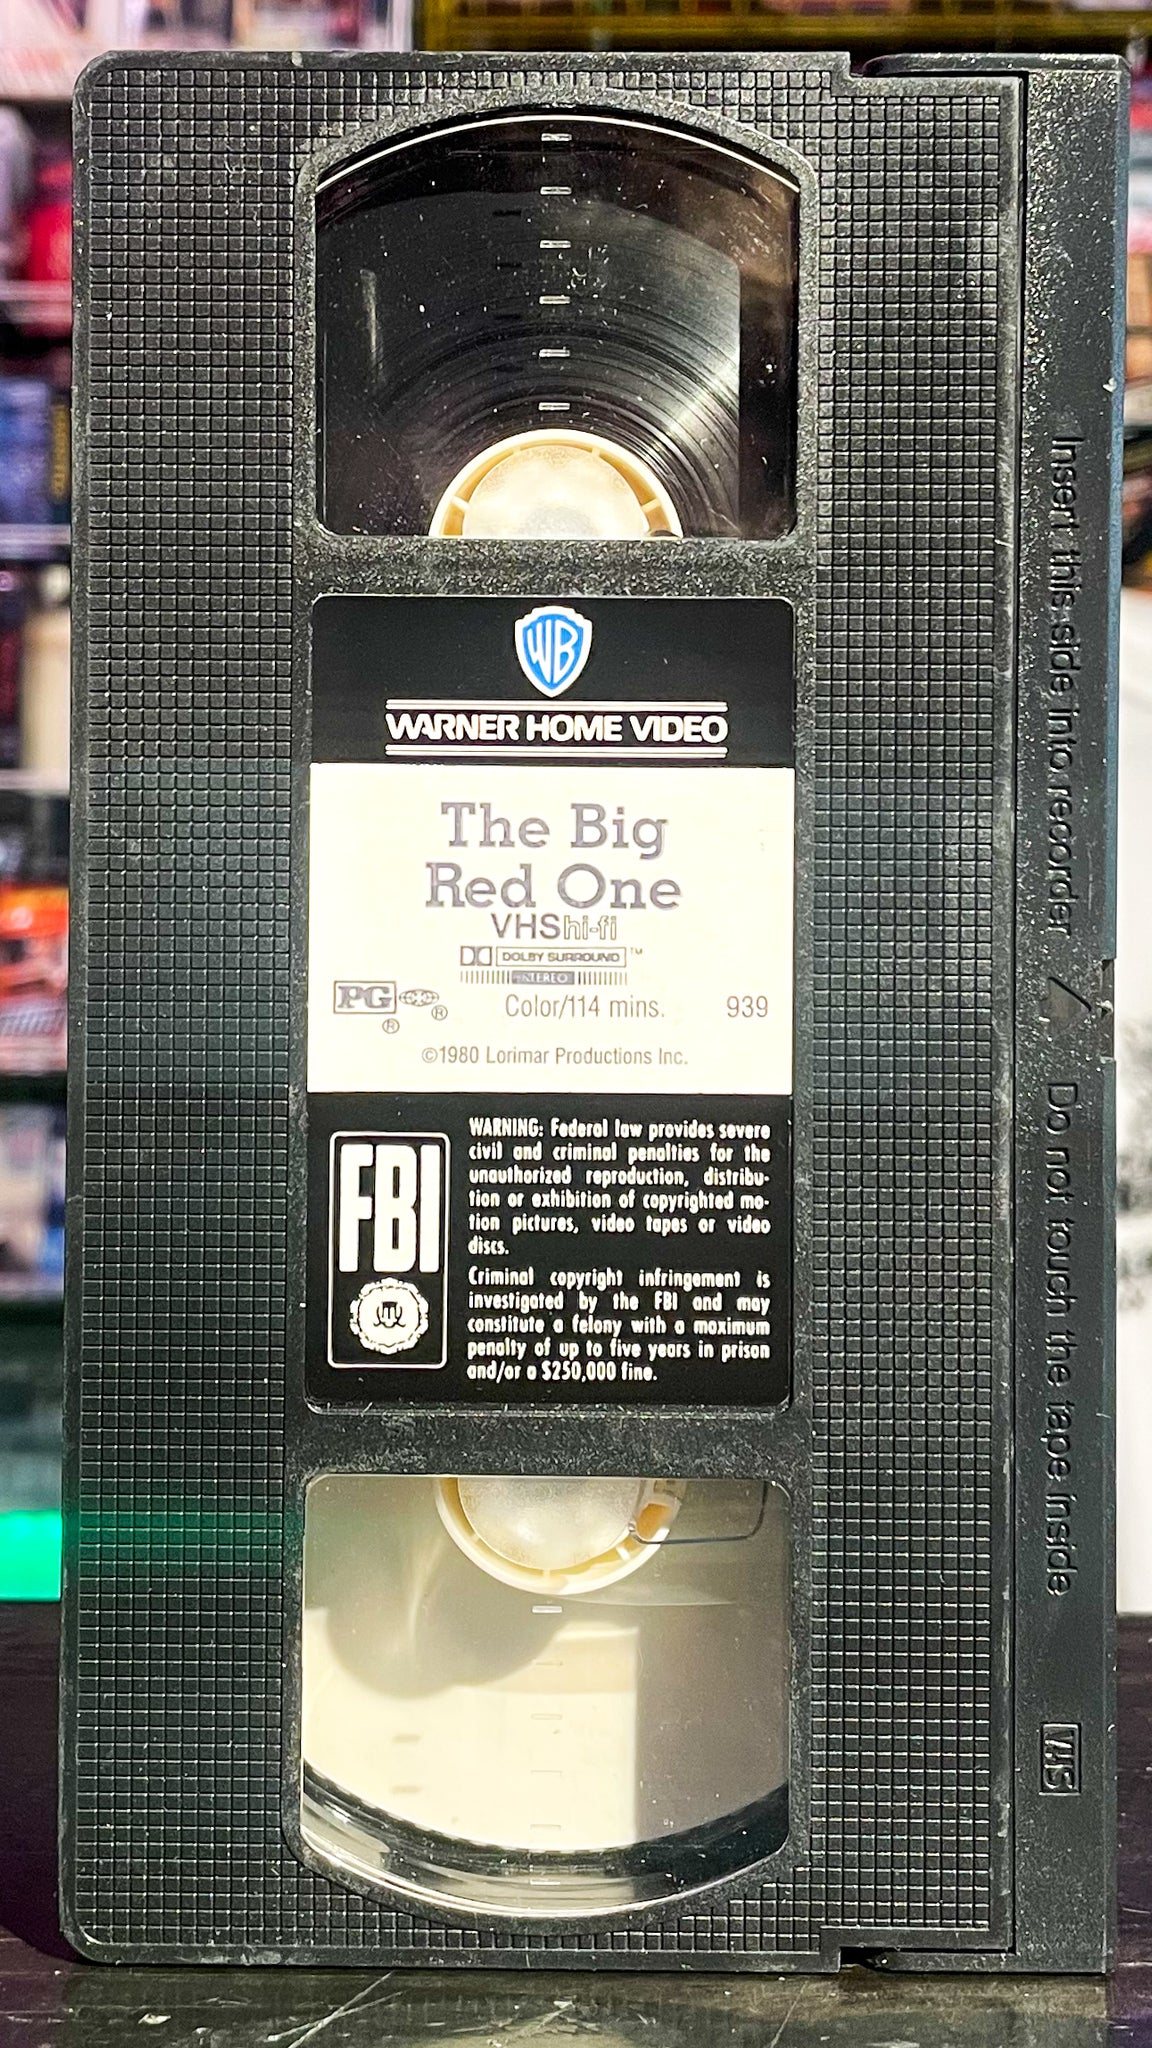 WB
WARNER HOME VIDEO
The Big
Red One
VHS hi-fi
DOLBY SURROUND™
STEREO
PG ®
®
Color/114 mins.
939
©1980 Lorimar Productions Inc.
FBI
WARNING: Federal law provides severe
civil and criminal penalties for the
unauthorized reproduction, distribu-
tion or exhibition of copyrighted mo-
tion pictures, video tapes or video
discs.
Criminal copyright infringement is
investigated by the FBI and may
constitute a felony with a maximum
penalty of up to five years in prison
and/or a $250,000 fine.
Insert this side into recorder
Do not touch the tape inside
VHS